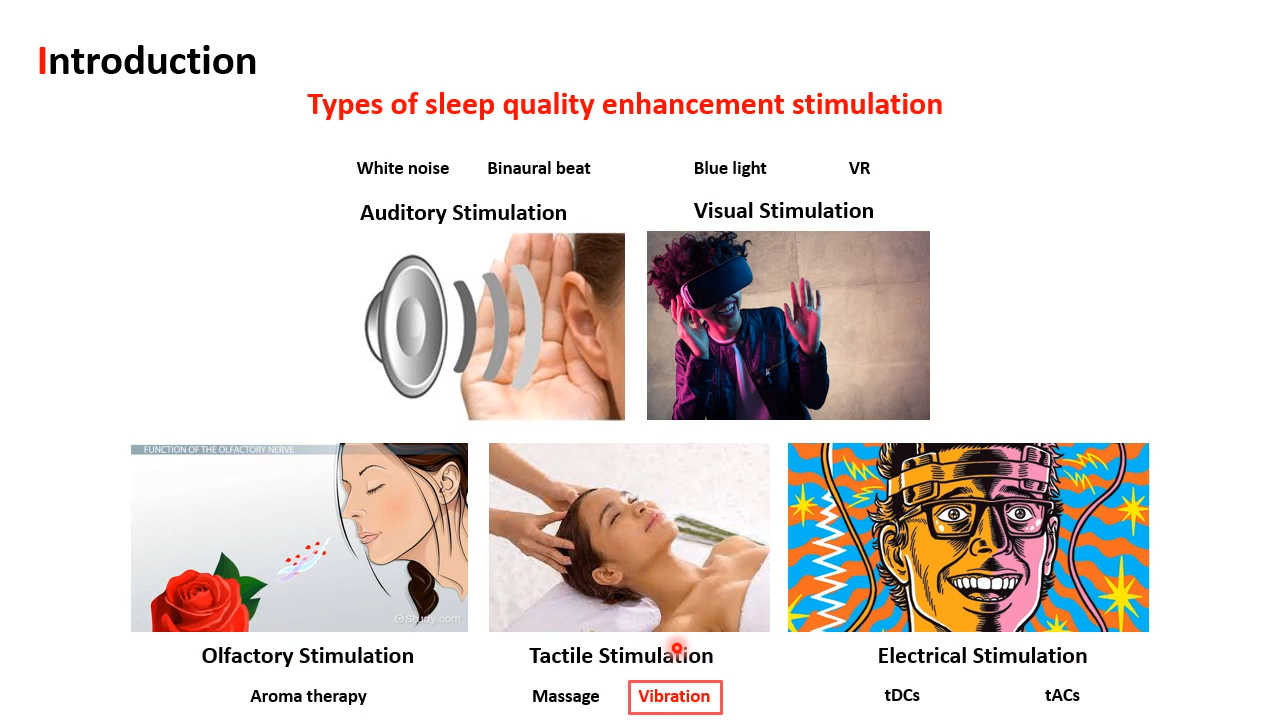 Introduction
Types of sleep quality enhancement stimulation
White noise Binaural beat Blue light VR
Auditory Stimulation Visual Stimulation
FUNCTION OF THE OLFACTORY NERVE
©Study.com
Olfactory Stimulation Tactile Stimulation Electrical Stimulation
Aroma therapy Massage Vibration tDCs tACs